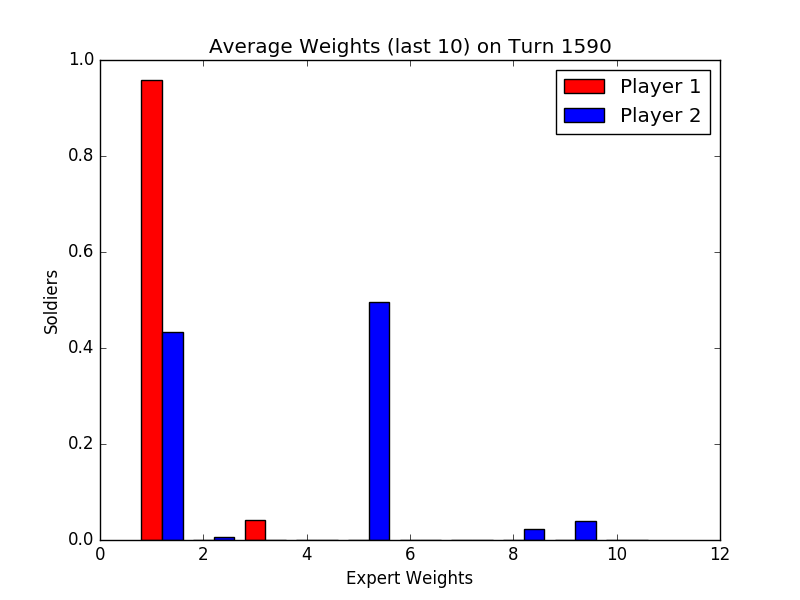 Average Weights (last 10) on Turn 1590
1.0
0.8
0.6
0.4
0.2
0.0
Soldiers
Player 1
Player 2
0 2 4 6 8 10 12
Expert Weights